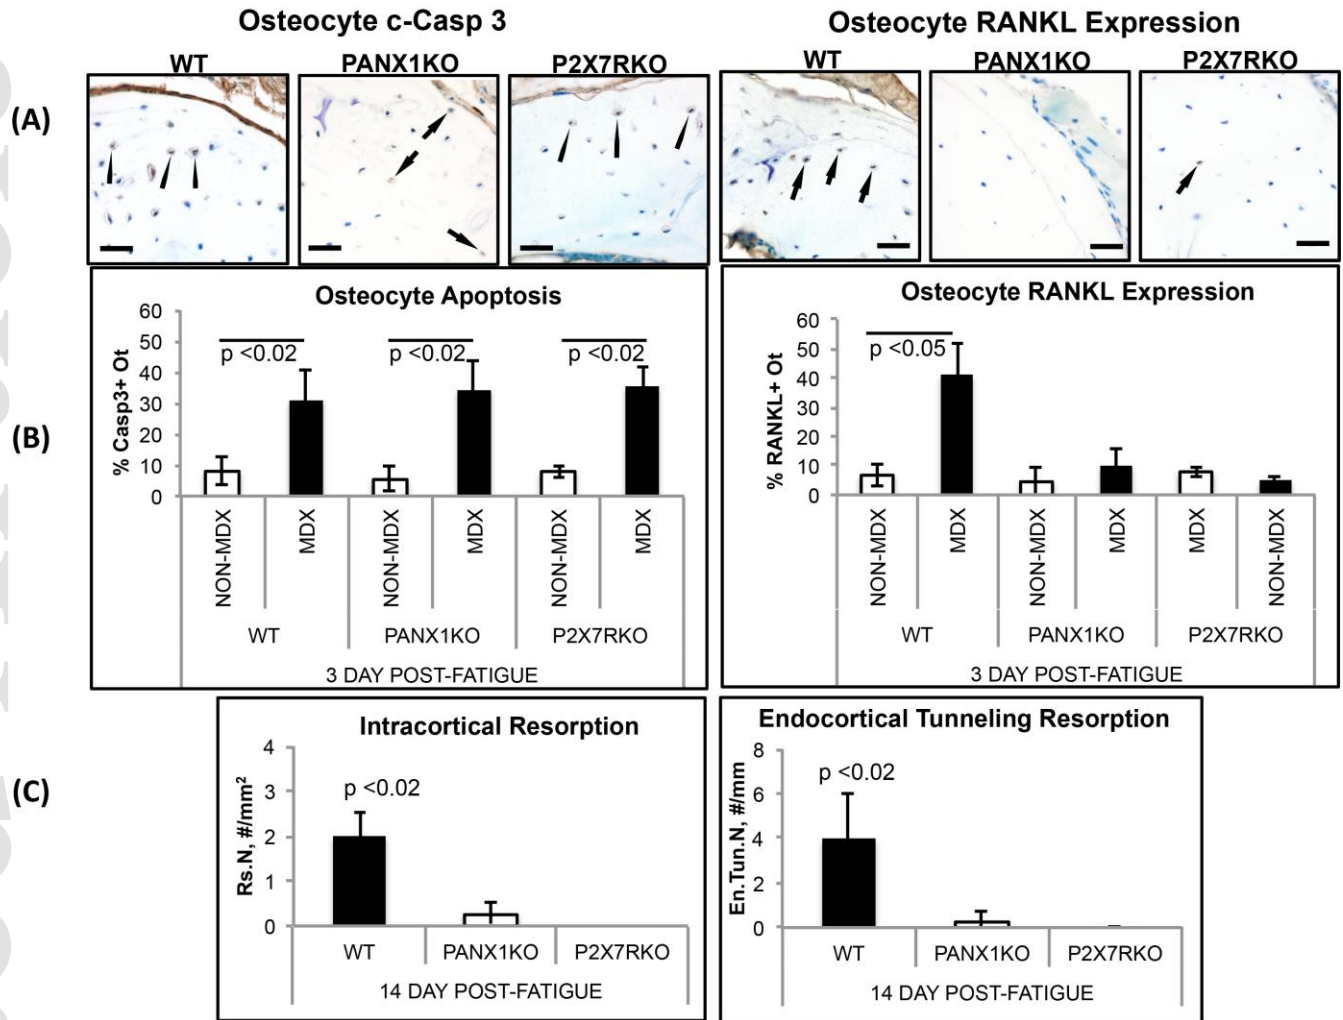 Osteocyte c-Casp 3
Osteocyte RANKL Expression
WT
PANX1KO
P2X7RKO
WT
PANX1KO
P2X7RKO
(A)
(B)
Osteocyte Apoptosis
% Casp3+ Ot
60
50
40
30
20
10
0
p <0.02
p <0.02
p <0.02
NON-MDX
MDX
NON-MDX
MDX
NON-MDX
MDX
WT
PANX1KO
P2X7RKO
3 DAY POST-FATIGUE
Osteocyte RANKL Expression
% RANKL+ Ot
60
50
40
30
20
10
0
p <0.05
NON-MDX
MDX
NON-MDX
MDX
MDX
NON-MDX
WT
PANX1KO
P2X7RKO
3 DAY POST-FATIGUE
(C)
Intracortical Resorption
Rs.N, #/mm²
4
3
2
1
0
p <0.02
WT
PANX1KO
P2X7RKO
14 DAY POST-FATIGUE
Endocortical Tunneling Resorption
En.Tun.N, #/mm
8
6
4
2
0
p <0.02
WT
PANX1KO
P2X7RKO
14 DAY POST-FATIGUE